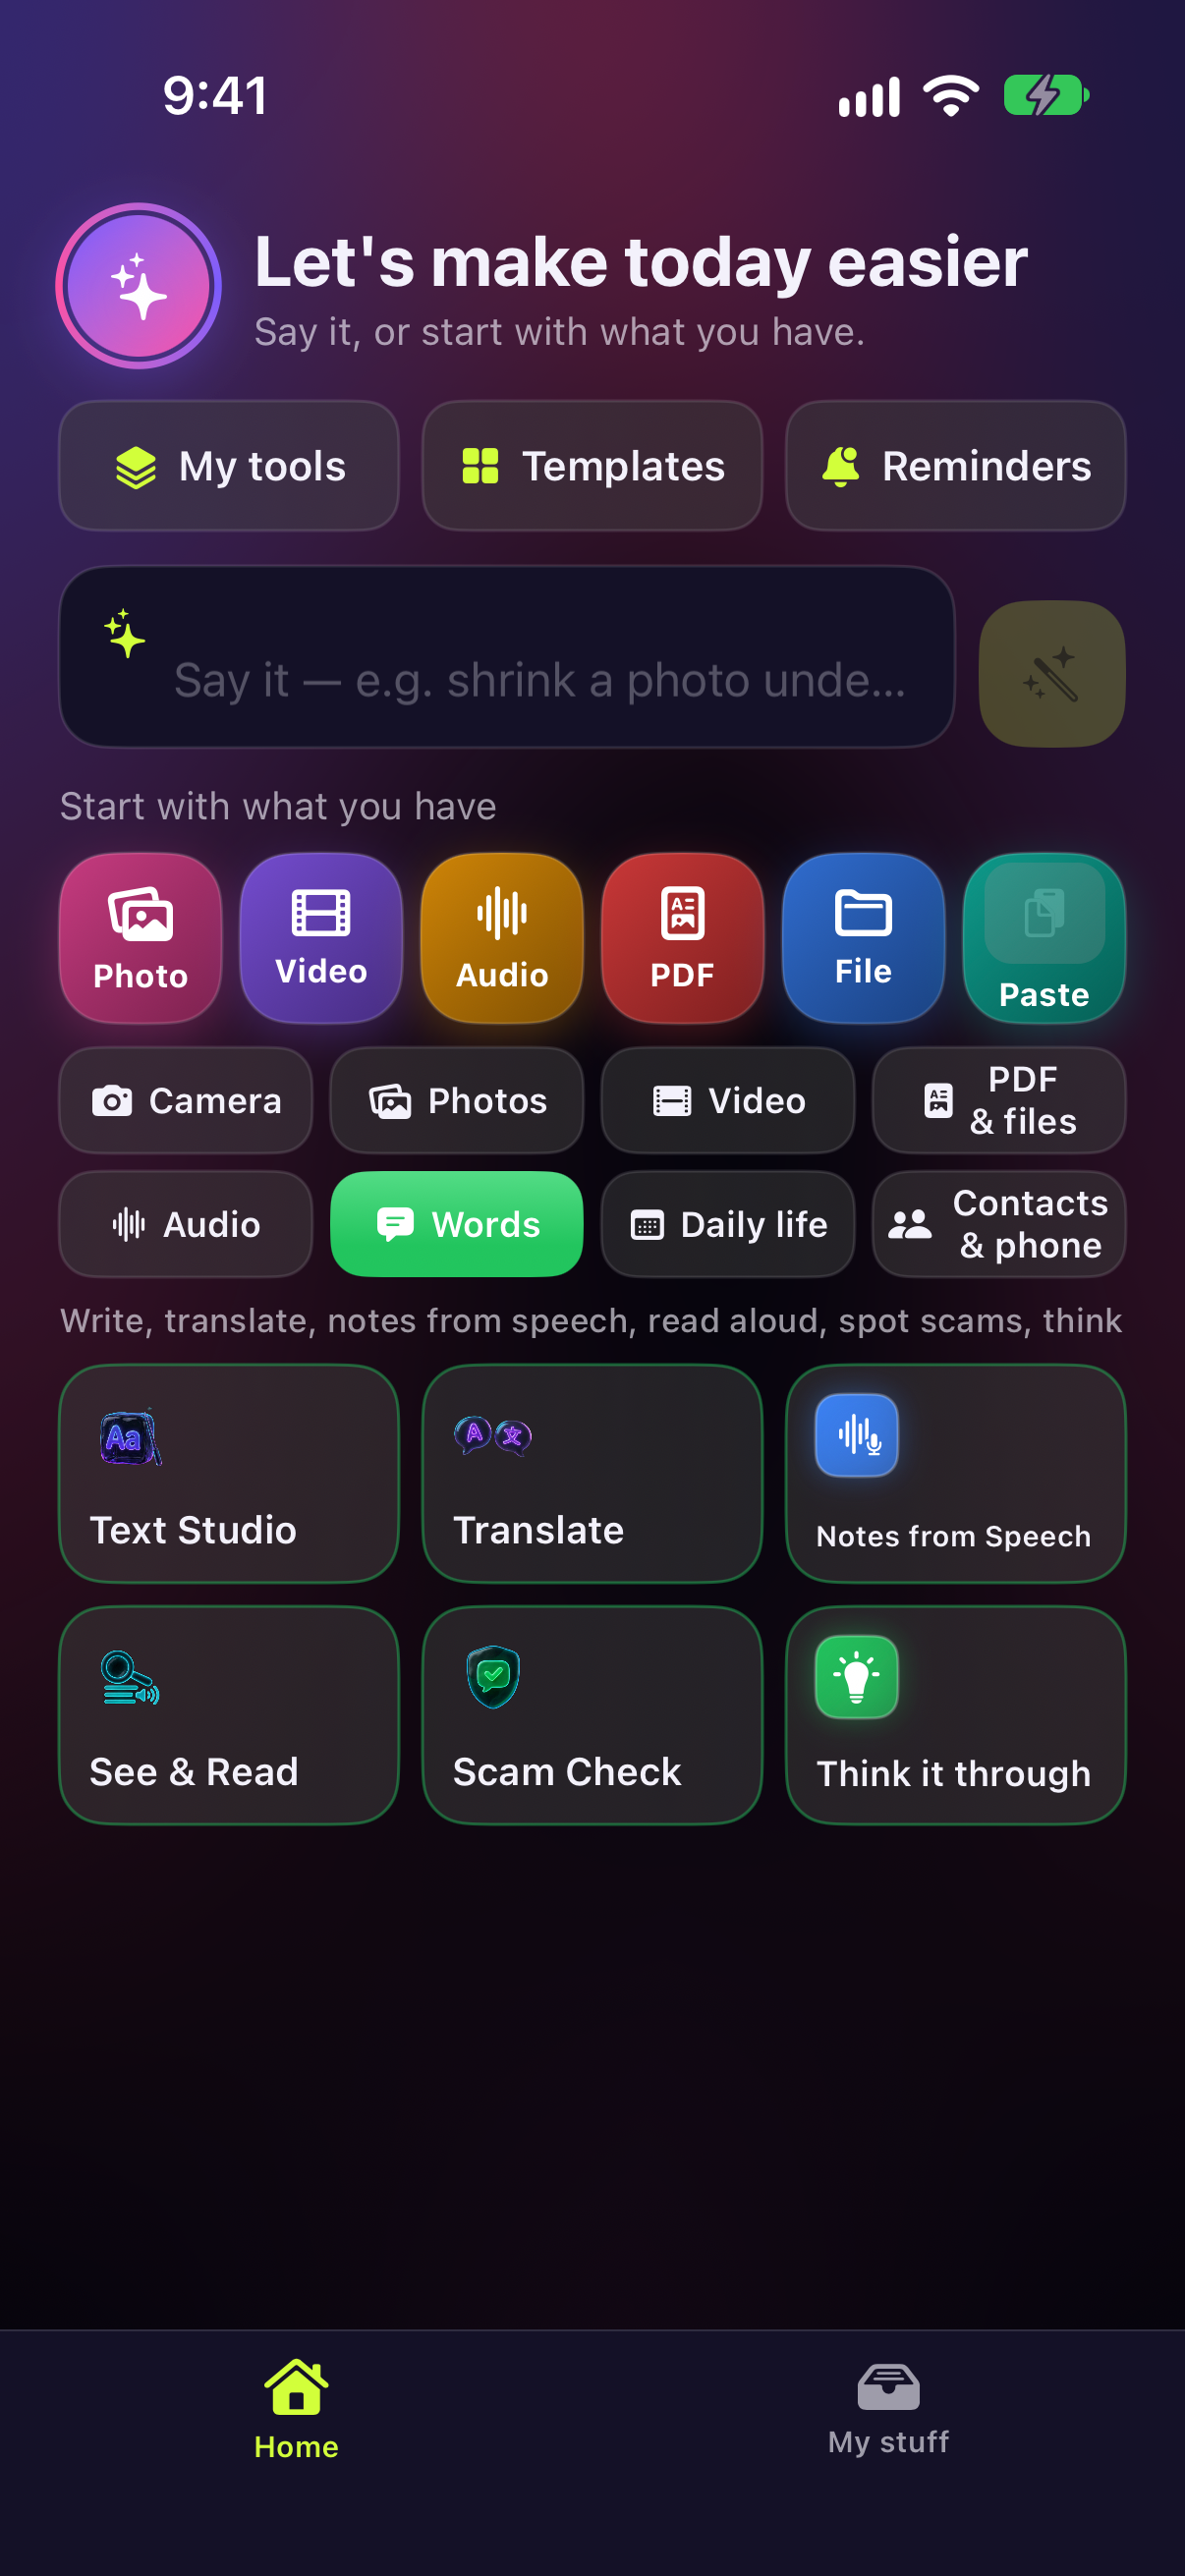 9:41
Let's make today easier
Say it, or start with what you have.
My tools
Templates
Reminders
Say it — e.g. shrink a photo unde...
Start with what you have
Photo
Video
Audio
PDF
File
Paste
Camera
Photos
Video
PDF
& files
Audio
Words
Daily life
Contacts
& phone
Write, translate, notes from speech, read aloud, spot scams, think
Aa
A 文
Text Studio
Translate
Notes from Speech
See & Read
Scam Check
Think it through
Home
My stuff